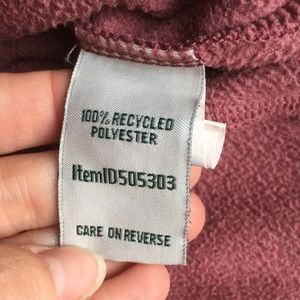 100% RECYCLED
POLYESTER
ItemID505303
CARE ON REVERSE